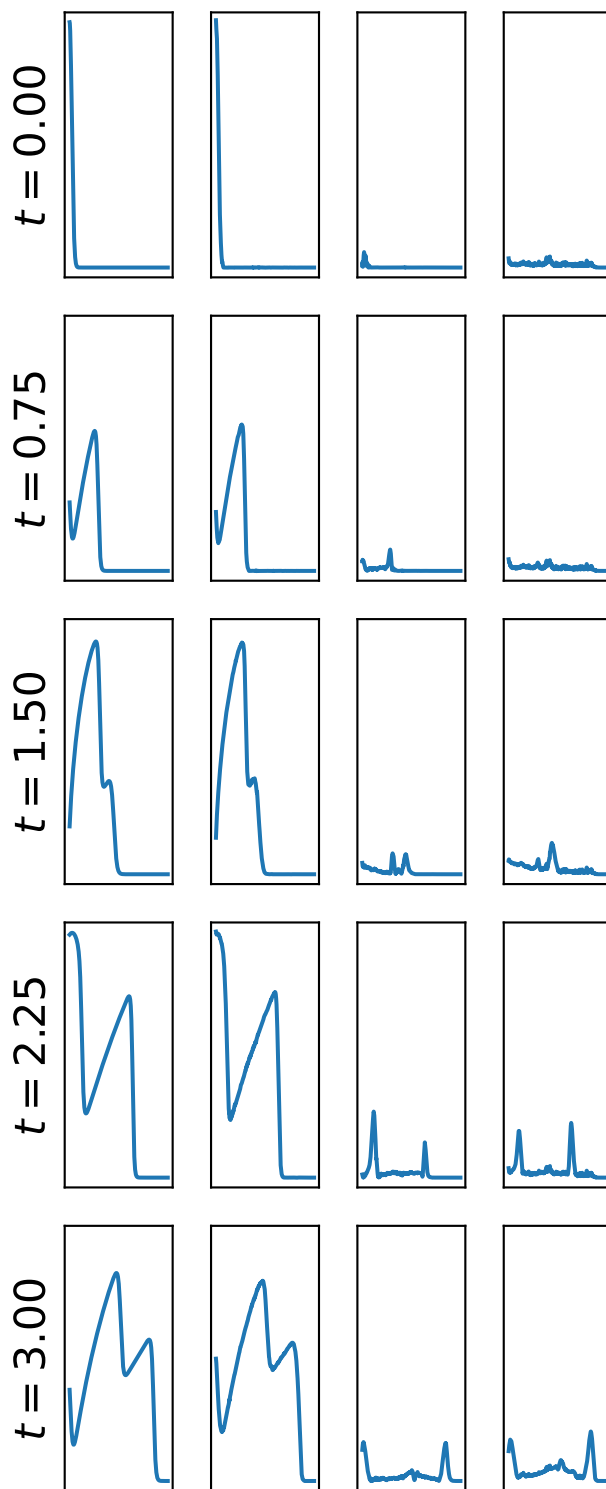 t = 0.00
t = 0.75
t = 1.50
t = 2.25
t = 3.00